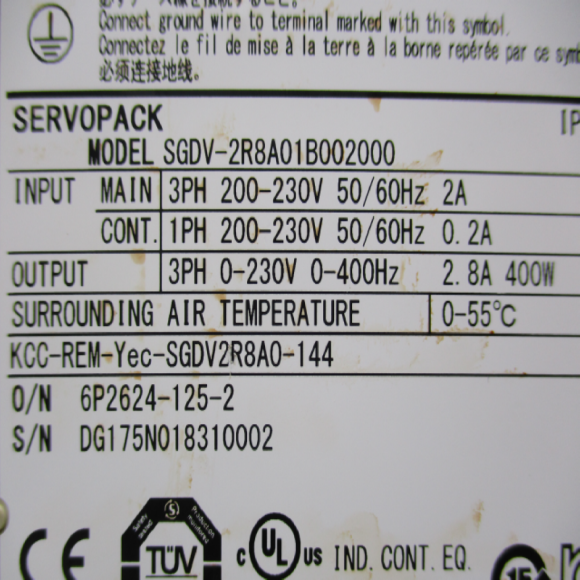 Connect ground wire to terminal marked with this symbol.
Connectez le fil de mise à la terre à la borne repérée par ce
必须连接地线。
SERVOPACK IP
MODEL SGDV-2R8A01B002000
INPUT MAIN 3PH 200-230V 50/60Hz 2A
CONT. 1PH 200-230V 50/60Hz 0.2A
OUTPUT 3PH 0-230V 0-400Hz 2.8A 400W
SURROUNDING AIR TEMPERATURE 0-55℃
KCC-REM-Yec-SGDV2R8A0-144
O/N 6P2624-125-2
S/N DG175N018310002
CE TÜV c UL US IND. CONT. EQ.